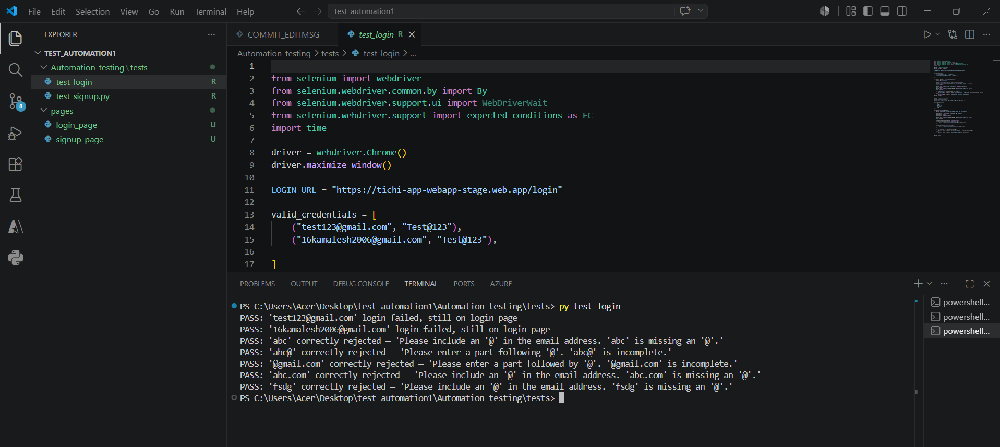 File Edit Selection View Go Run Terminal Help
test_automation1
EXPLORER
TEST_AUTOMATION1
Automation_testing\tests
test_login R
test_signup.py R
pages
login_page U
signup_page U
8
COMMIT_EDITMSG
test_login R
Automation_testing > tests > test_login > ...
1
2 from selenium import webdriver
3 from selenium.webdriver.common.by import By
4 from selenium.webdriver.support.ui import WebDriverWait
5 from selenium.webdriver.support import expected_conditions as EC
6 import time
7
8 driver = webdriver.Chrome()
9 driver.maximize_window()
10
11 LOGIN_URL = "https://tichi-app-webapp-stage.web.app/login"
12
13 valid_credentials = [
14 ("test123@gmail.com", "Test@123"),
15 ("16kamalesh2006@gmail.com", "Test@123"),
16
17 ]
PROBLEMS OUTPUT DEBUG CONSOLE TERMINAL PORTS AZURE
PS C:\Users\Acer\Desktop\test_automation1\Automation_testing\tests> py test_login
PASS: 'test123@gmail.com' login failed, still on login page
PASS: '16kamalesh2006@gmail.com' login failed, still on login page
PASS: 'abc' correctly rejected – 'Please include an '@' in the email address. 'abc' is missing an '@'.'
PASS: 'abc@' correctly rejected – 'Please enter a part following '@'. 'abc@' is incomplete.'
PASS: '@gmail.com' correctly rejected – 'Please enter a part followed by '@'. '@gmail.com' is incomplete.'
PASS: 'abc.com' correctly rejected – 'Please include an '@' in the email address. 'abc.com' is missing an '@'.'
PASS: 'fsdg' correctly rejected – 'Please include an '@' in the email address. 'fsdg' is missing an '@'.'
PS C:\Users\Acer\Desktop\test_automation1\Automation_testing\tests>
powershell...
powershell...
powershell...